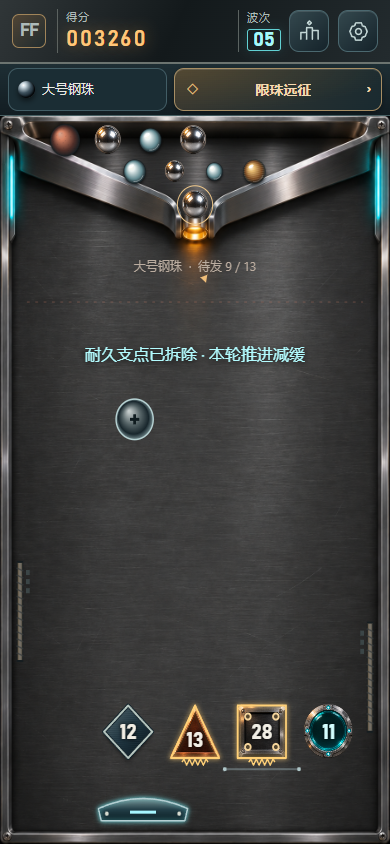 FF
得分
003260
波次
05
大号钢珠
限珠远征
大号钢珠 · 待发 9 / 13
耐久支点已拆除 · 本轮推进减缓
12
13
28
11